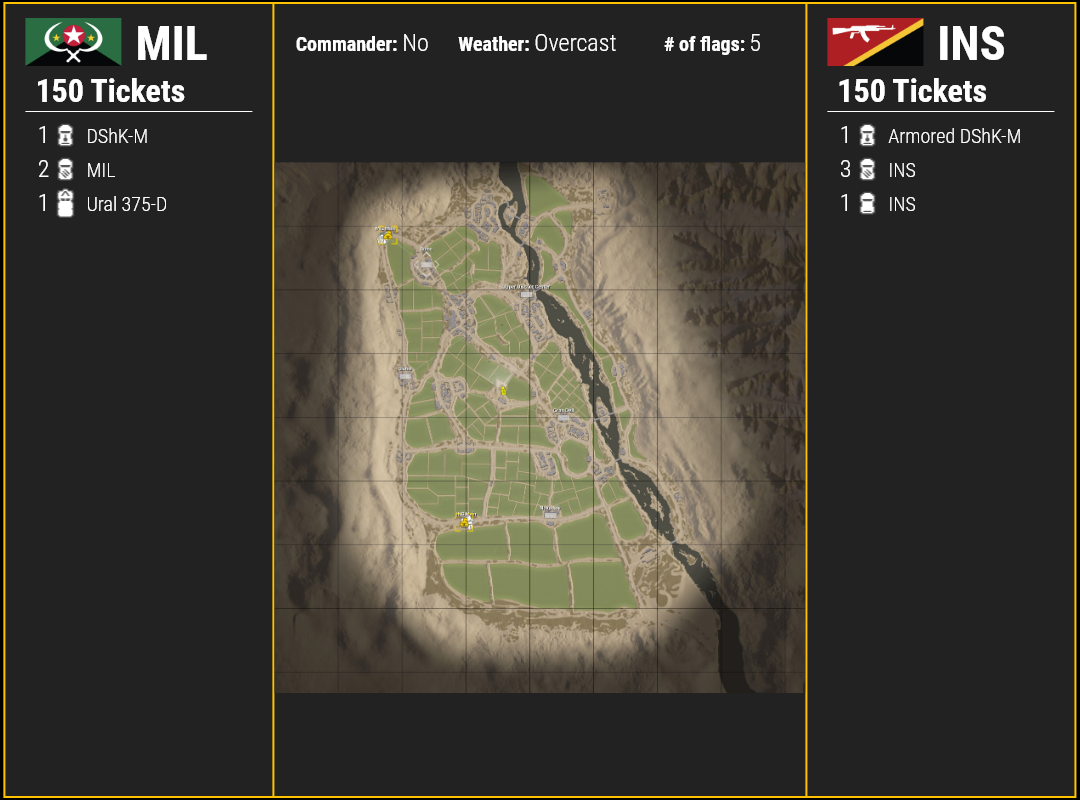 MIL
150 Tickets
1 DShK-M
2 MIL
1 Ural 375-D
Commander: No Weather: Overcast # of flags: 5
INS
150 Tickets
1 Armored DShK-M
3 INS
1 INS